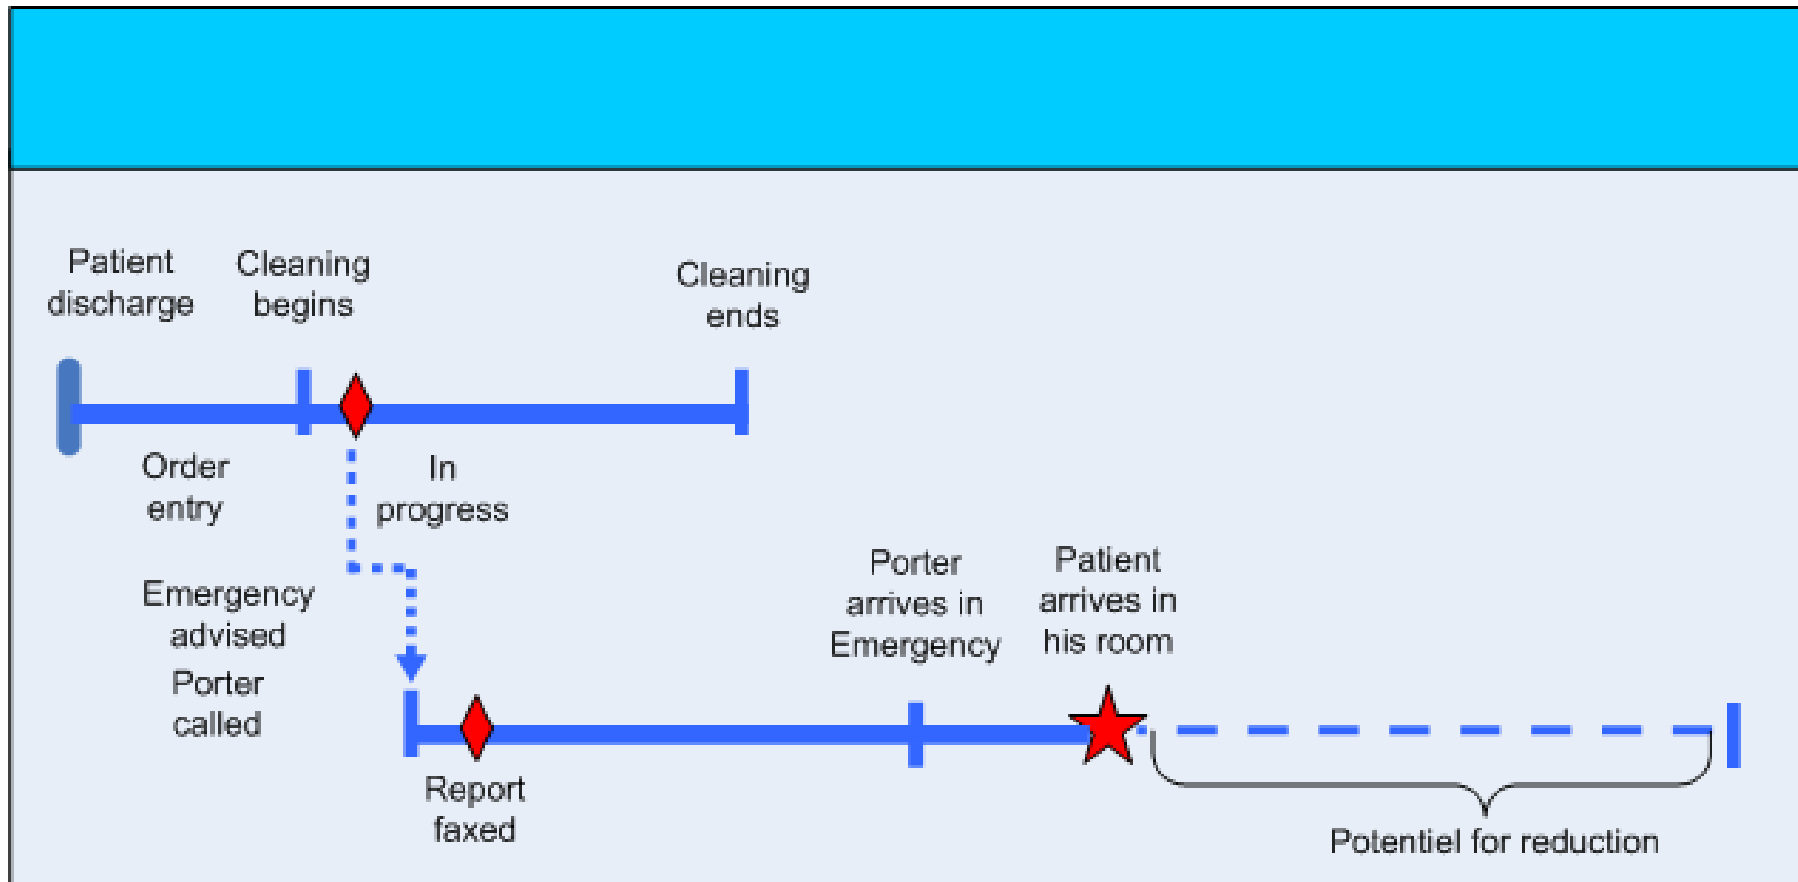 Patient
discharge
Cleaning
begins
Cleaning
ends
Order
entry
In
progress
Emergency
advised
Porter
called
Porter
arrives in
Emergency
Patient
arrives in
his room
Report
faxed
Potentiel for reduction